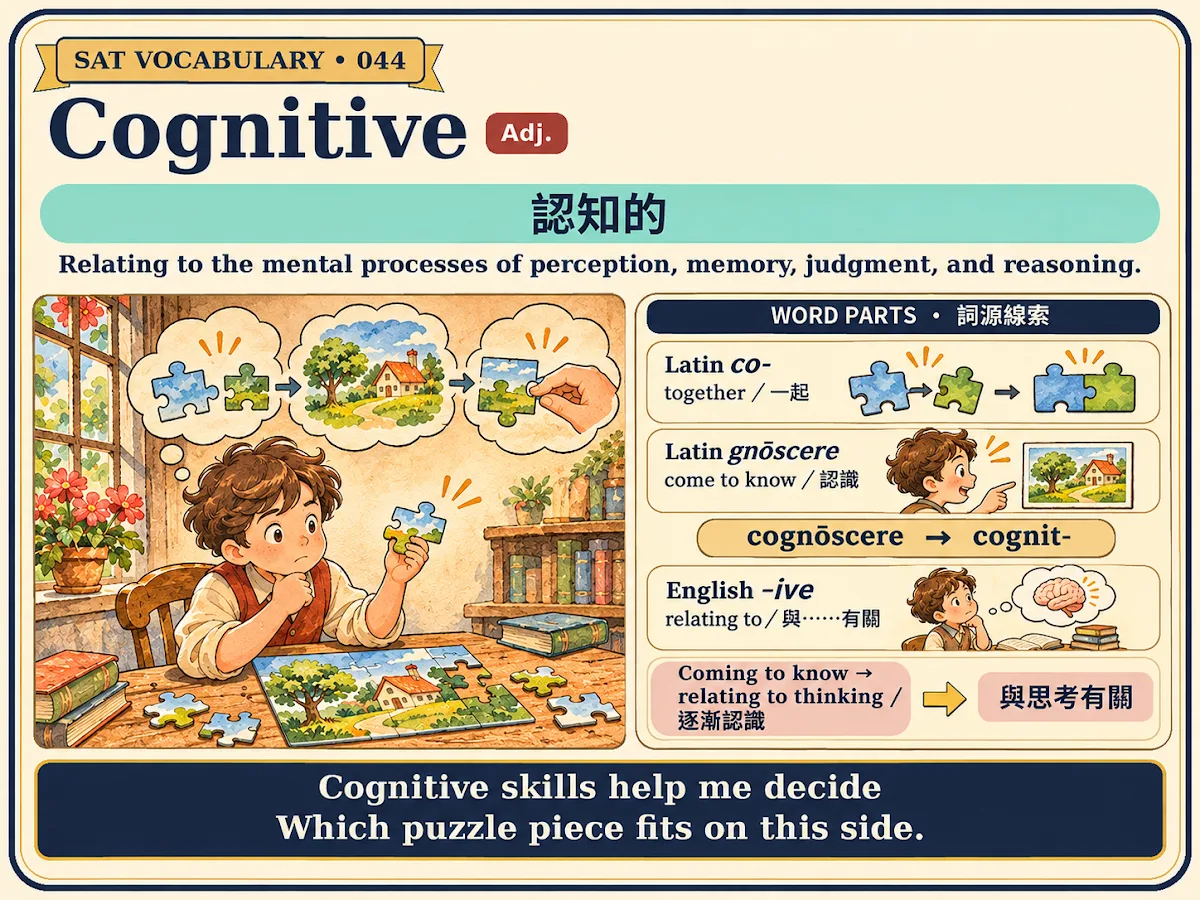 SAT VOCABULARY • 044
Cognitive
Adj.
認知的
Relating to the mental processes of perception, memory, judgment, and reasoning.
WORD PARTS • 詞源線索
Latin co-
together / 一起
Latin gnōscere
come to know / 認識
cognōscere → cognit-
English –ive
relating to / 與⋯⋯有關
Coming to know →
relating to thinking /
逐漸認識
與思考有關
Cognitive skills help me decide
Which puzzle piece fits on this side.